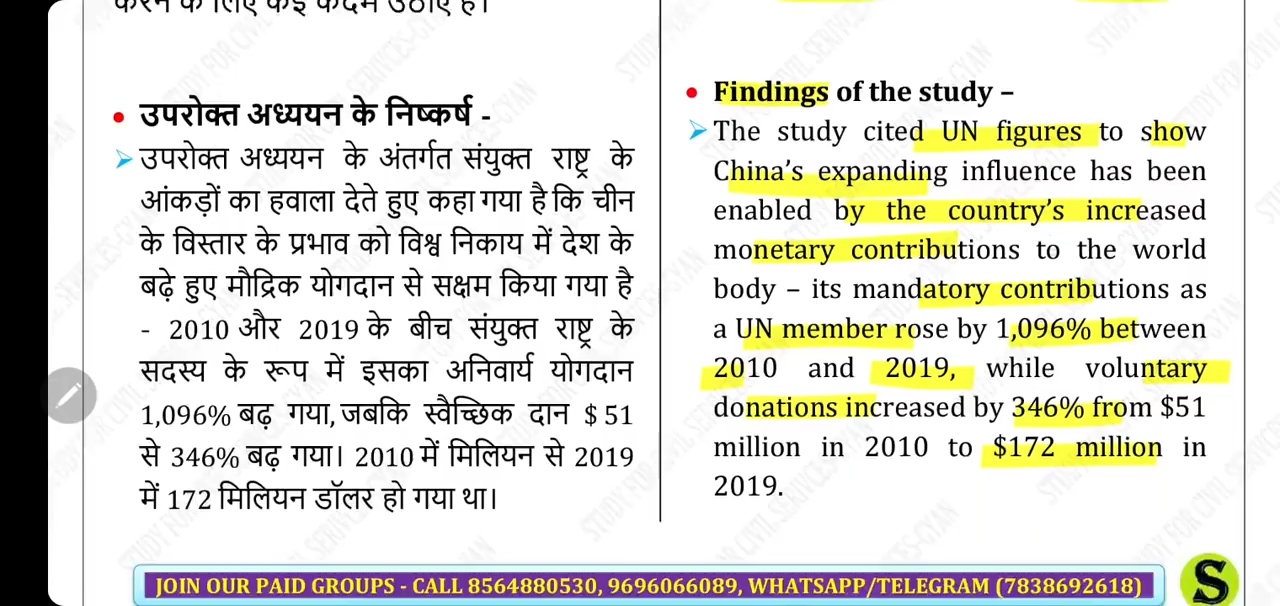 करने के लिए कई कदम उठाए हैं।
• उपरोक्त अध्ययन के निष्कर्ष -
➢ उपरोक्त अध्ययन के अंतर्गत संयुक्त राष्ट्र के
आंकड़ों का हवाला देते हुए कहा गया है कि चीन
के विस्तार के प्रभाव को विश्व निकाय में देश के
बढ़े हुए मौद्रिक योगदान से सक्षम किया गया है
- 2010 और 2019 के बीच संयुक्त राष्ट्र के
सदस्य के रूप में इसका अनिवार्य योगदान
1,096% बढ़ गया, जबकि स्वैच्छिक दान $ 51
से 346% बढ़ गया। 2010 में मिलियन से 2019
में 172 मिलियन डॉलर हो गया था।
• Findings of the study –
➢ The study cited UN figures to show
China’s expanding influence has been
enabled by the country’s increased
monetary contributions to the world
body – its mandatory contributions as
a UN member rose by 1,096% between
2010 and 2019, while voluntary
donations increased by 346% from $51
million in 2010 to $172 million in
2019.
JOIN OUR PAID GROUPS - CALL 8564880530, 9696066089, WHATSAPP/TELEGRAM (7838692618)
S